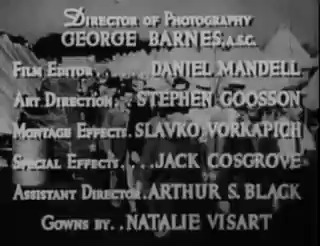 Director of Photography
GEORGE BARNES, A.S.C.
Film Editor...... DANIEL MANDELL
Art Direction.. STEPHEN GOOSSON
Montage Effects. SLAVKO VORKAPICH
Special Effects.... JACK COSGROVE
Assistant Director. ARTHUR S. BLACK
Gowns by.. NATALIE VISART